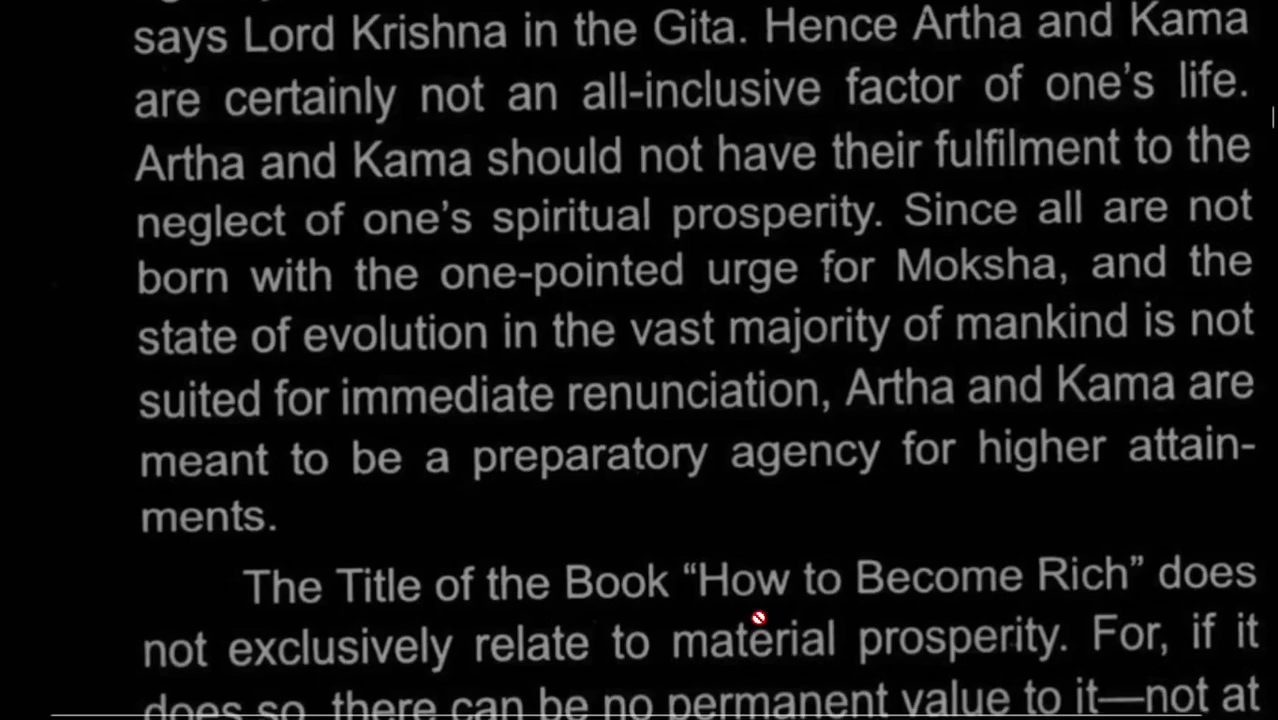 says Lord Krishna in the Gita. Hence Artha and Kama
are certainly not an all-inclusive factor of one’s life.
Artha and Kama should not have their fulfilment to the
neglect of one’s spiritual prosperity. Since all are not
born with the one-pointed urge for Moksha, and the
state of evolution in the vast majority of mankind is not
suited for immediate renunciation, Artha and Kama are
meant to be a preparatory agency for higher attain-
ments.
The Title of the Book “How to Become Rich” does
not exclusively relate to material prosperity. For, if it
does so, there can be no permanent value to it—not at